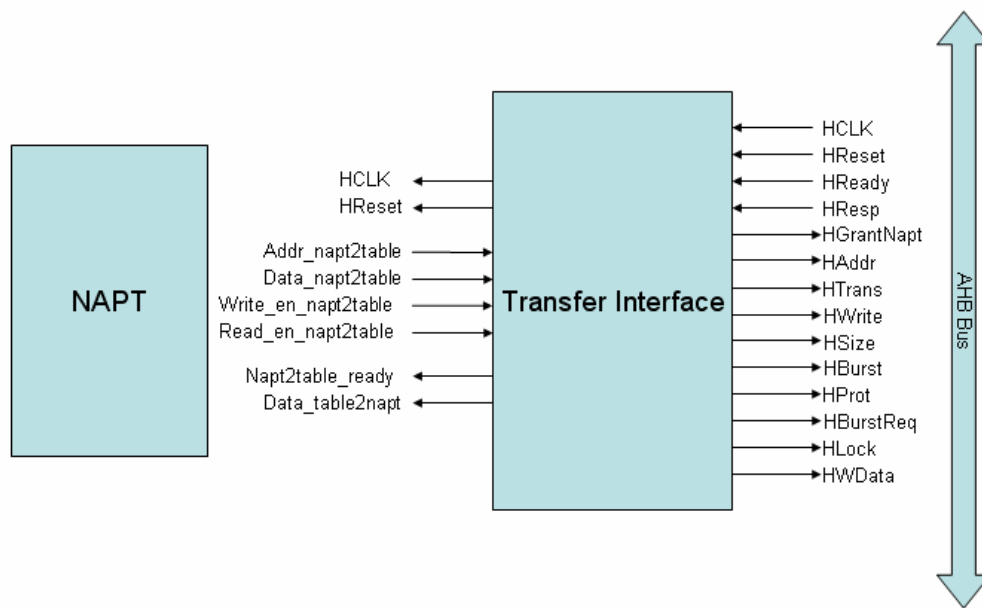 NAPT
HCLK
HReset
Addr_napt2table
Data_napt2table
Write_en_napt2table
Read_en_napt2table
Napt2table_ready
Data_table2napt
Transfer Interface
HCLK
HReset
HReady
HResp
HGrantNapt
HAddr
HTrans
HWrite
HSize
HBurst
HProt
HBurstReq
HLock
HWData
AHB Bus